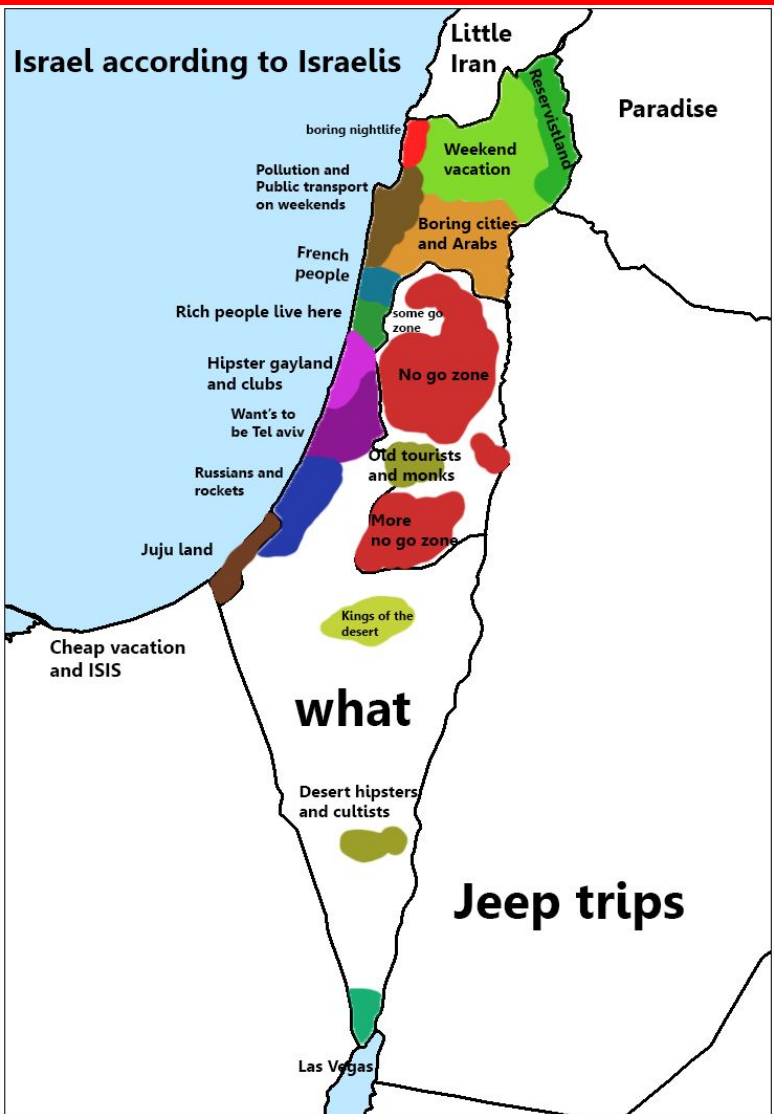 Israel according to Israelis
Little
Iran
Reservistland
Paradise
boring nightlife
Weekend
vacation
Pollution and
Public transport
on weekends
Boring cities
and Arabs
French
people
Rich people live here
some go
zone
Hipster gayland
and clubs
No go zone
Want's to
be Tel aviv
Old tourists
and monks
Russians and
rockets
More
no go zone
Juju land
Kings of the
desert
Cheap vacation
and ISIS
what
Desert hipsters
and cultists
Jeep trips
Las Vegas